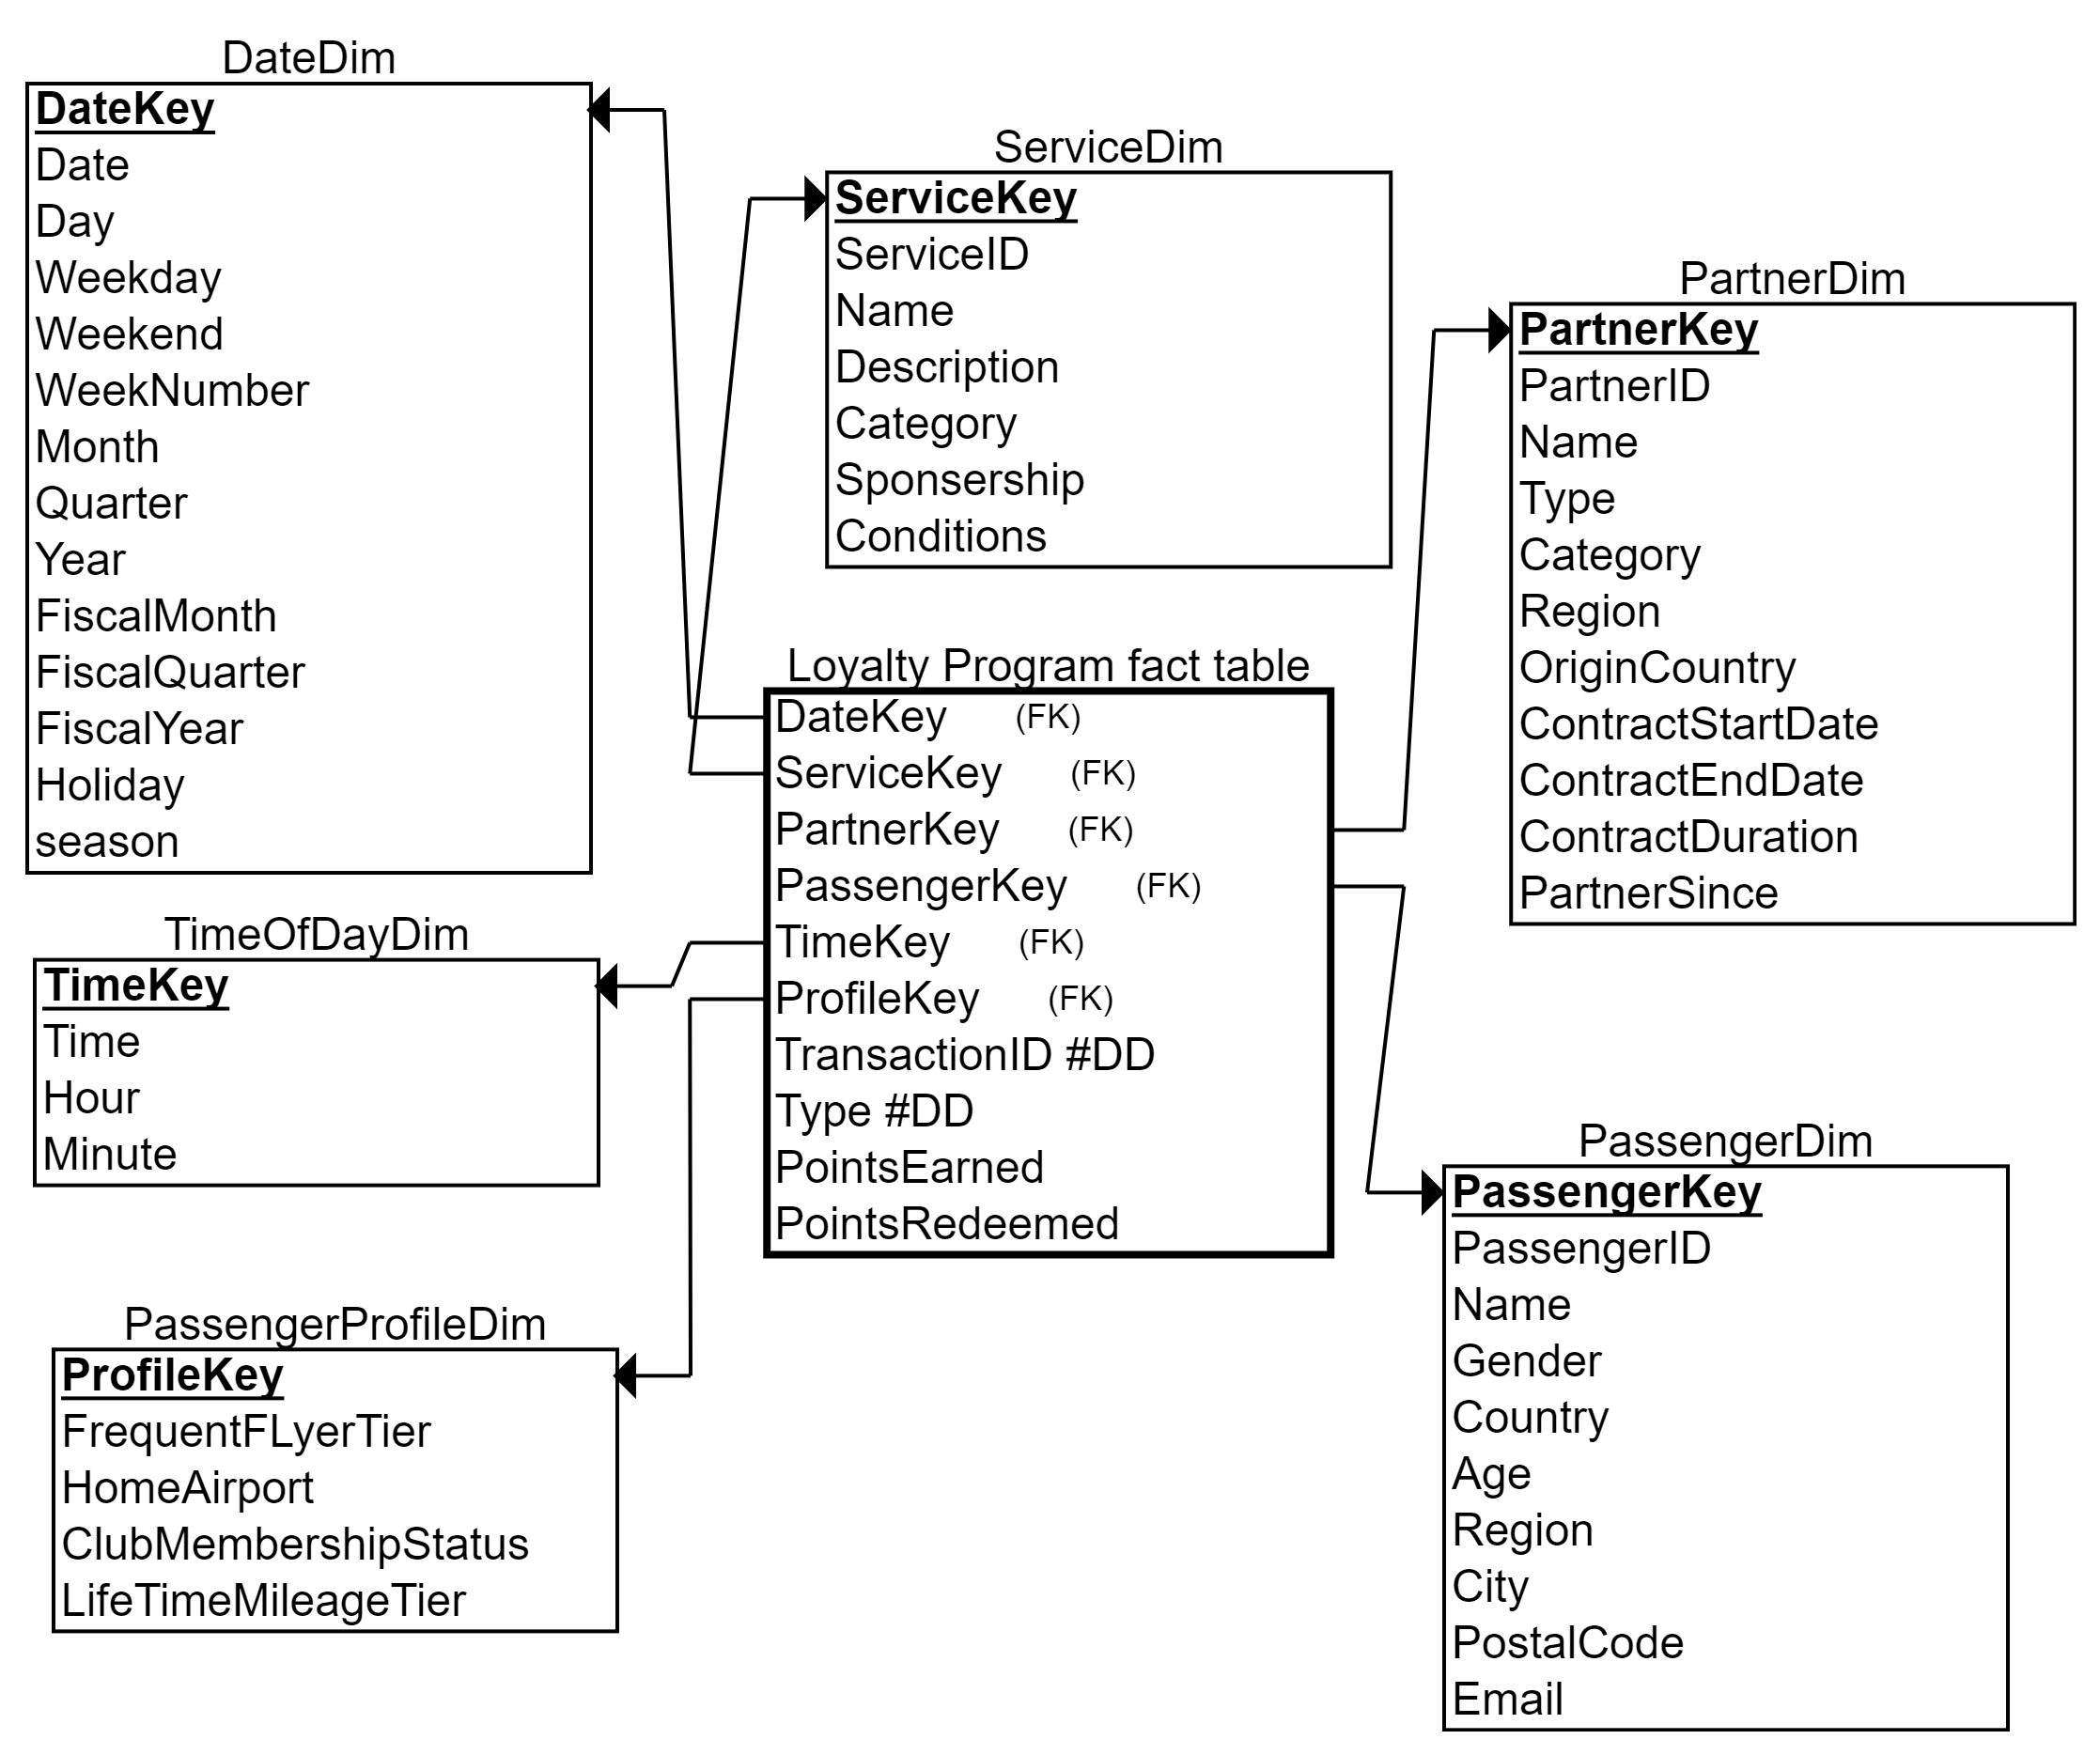 DateDim
DateKey
Date
Day
Weekday
Weekend
WeekNumber
Month
Quarter
Year
FiscalMonth
FiscalQuarter
FiscalYear
Holiday
season
ServiceDim
ServiceKey
ServiceID
Name
Description
Category
Sponsership
Conditions
PartnerDim
PartnerKey
PartnerID
Name
Type
Category
Region
OriginCountry
ContractStartDate
ContractEndDate
ContractDuration
PartnerSince
Loyalty Program fact table
DateKey (FK)
ServiceKey (FK)
PartnerKey (FK)
PassengerKey (FK)
TimeKey (FK)
ProfileKey (FK)
TransactionID #DD
Type #DD
PointsEarned
PointsRedeemed
TimeOfDayDim
TimeKey
Time
Hour
Minute
PassengerProfileDim
ProfileKey
FrequentFLyerTier
HomeAirport
ClubMembershipStatus
LifeTimeMileageTier
PassengerDim
PassengerKey
PassengerID
Name
Gender
Country
Age
Region
City
PostalCode
Email